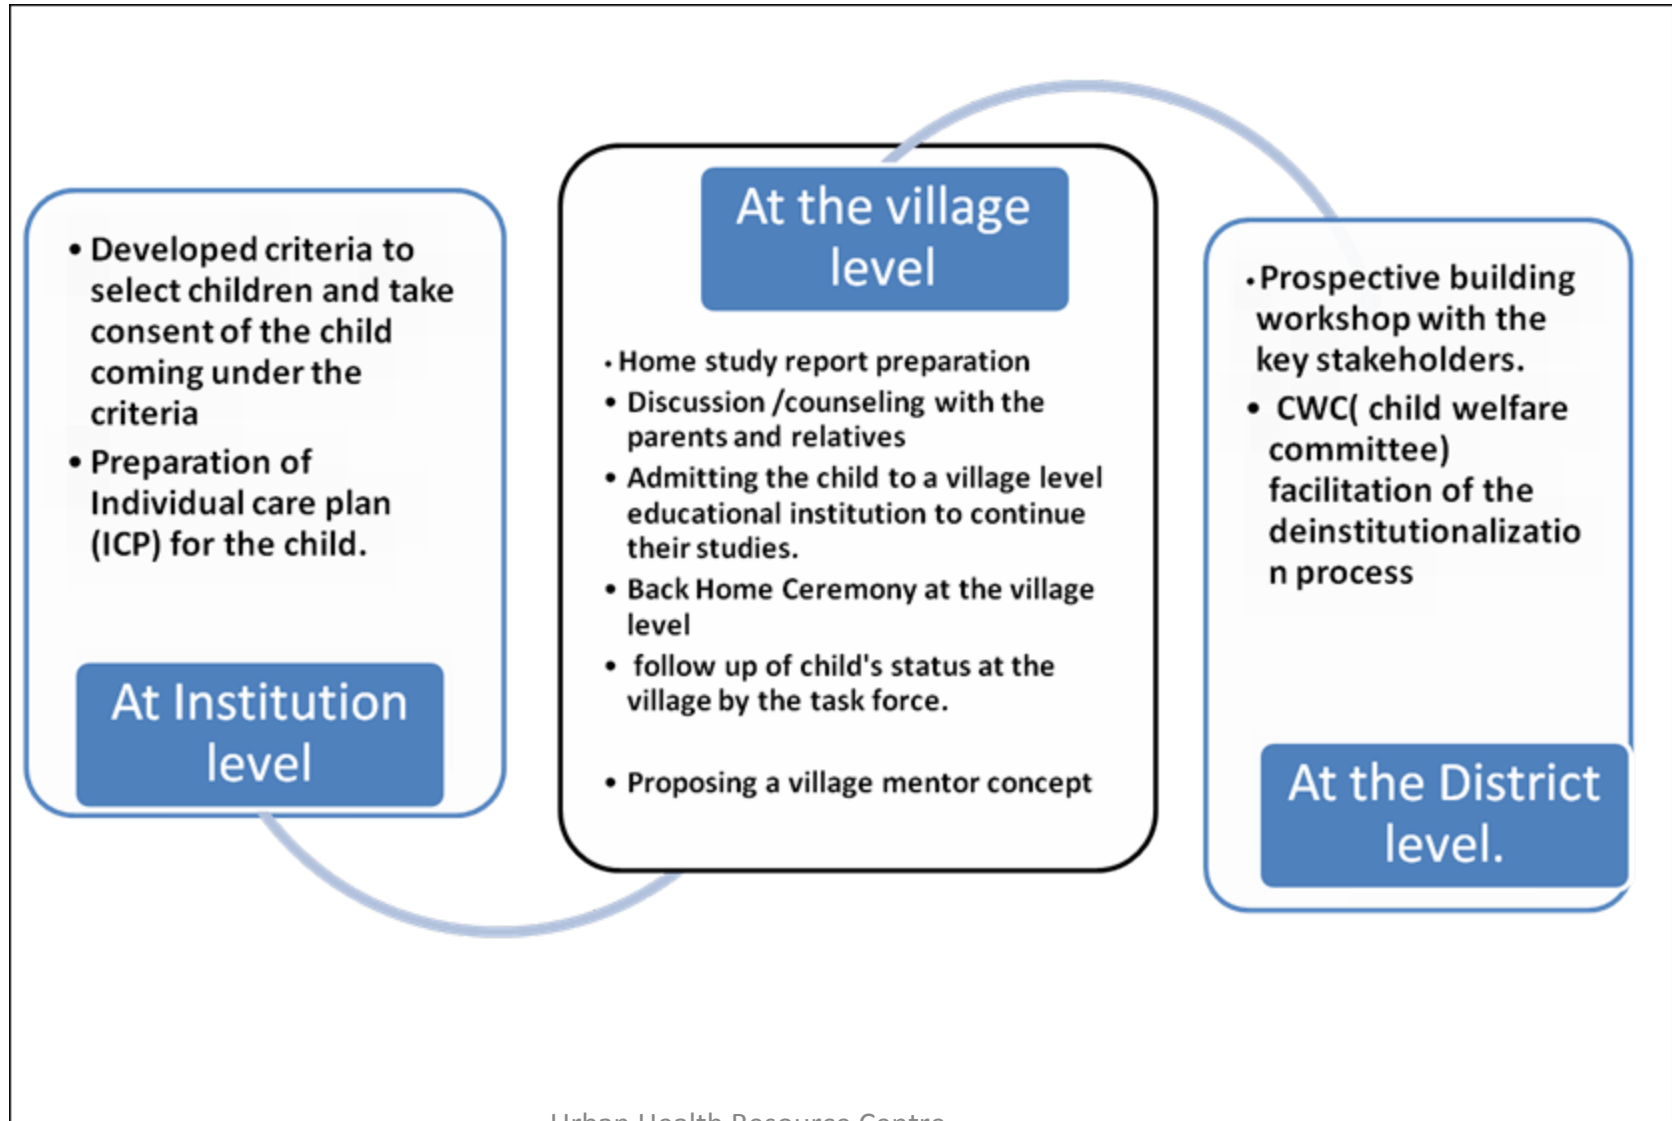 • Developed criteria to
select children and take
consent of the child
coming under the
criteria
• Preparation of
Individual care plan
(ICP) for the child.
At Institution
level
At the village
level
• Home study report preparation
• Discussion /counseling with the
parents and relatives
• Admitting the child to a village level
educational institution to continue
their studies.
• Back Home Ceremony at the village
level
• follow up of child's status at the
village by the task force.
• Proposing a village mentor concept
• Prospective building
workshop with the
key stakeholders.
• CWC( child welfare
committee)
facilitation of the
deinstitutionalizatio
n process
At the District
level.
Urban Health Resource Centre